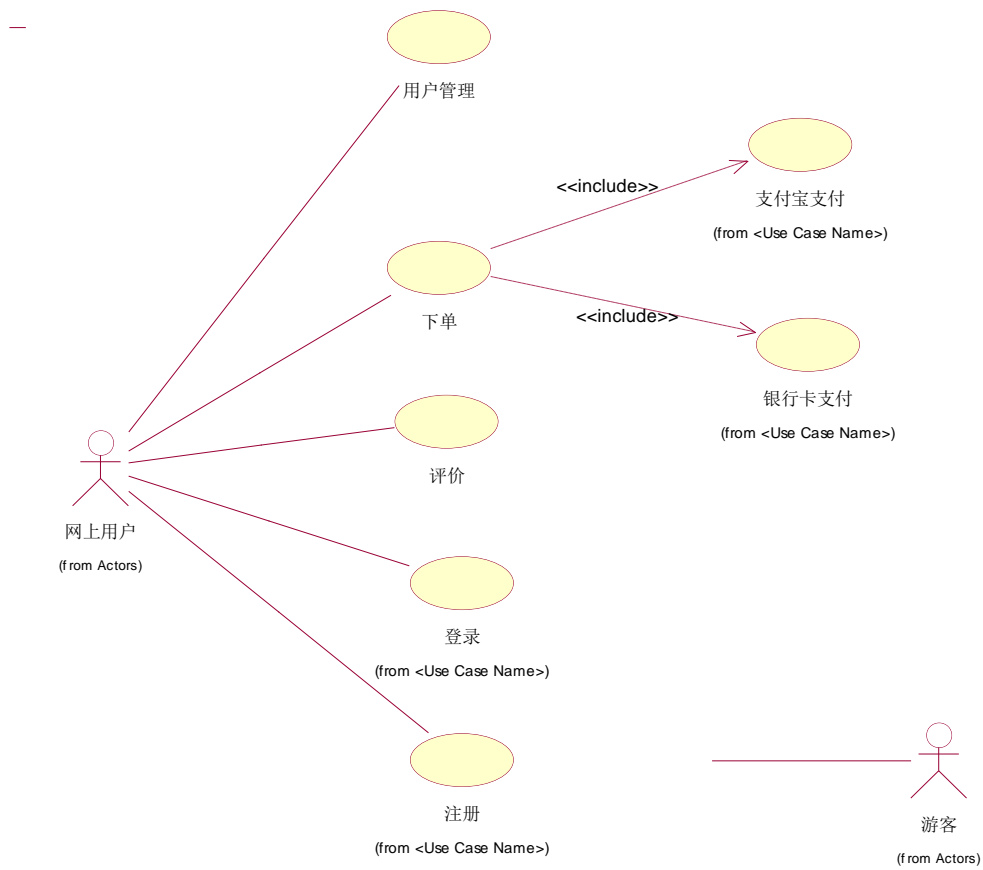 用户管理
<<include>>
支付宝支付
(from <Use Case Name>)
下单
<<include>>
银行卡支付
(from <Use Case Name>)
评价
网上用户
(from Actors)
登录
(from <Use Case Name>)
注册
(from <Use Case Name>)
游客
(from Actors)